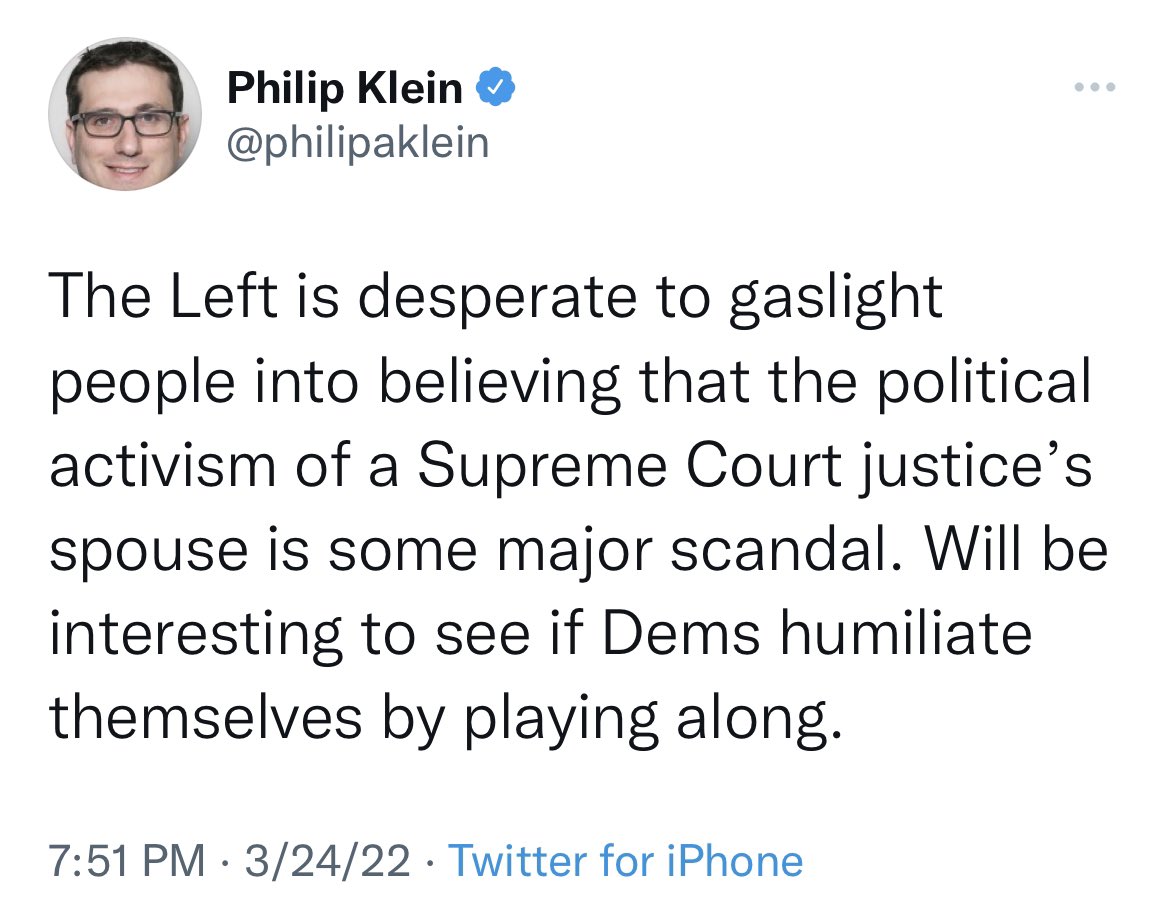 Philip Klein
@philipaklein
The Left is desperate to gaslight
people into believing that the political
activism of a Supreme Court justice’s
spouse is some major scandal. Will be
interesting to see if Dems humiliate
themselves by playing along.
7:51 PM · 3/24/22 · Twitter for iPhone